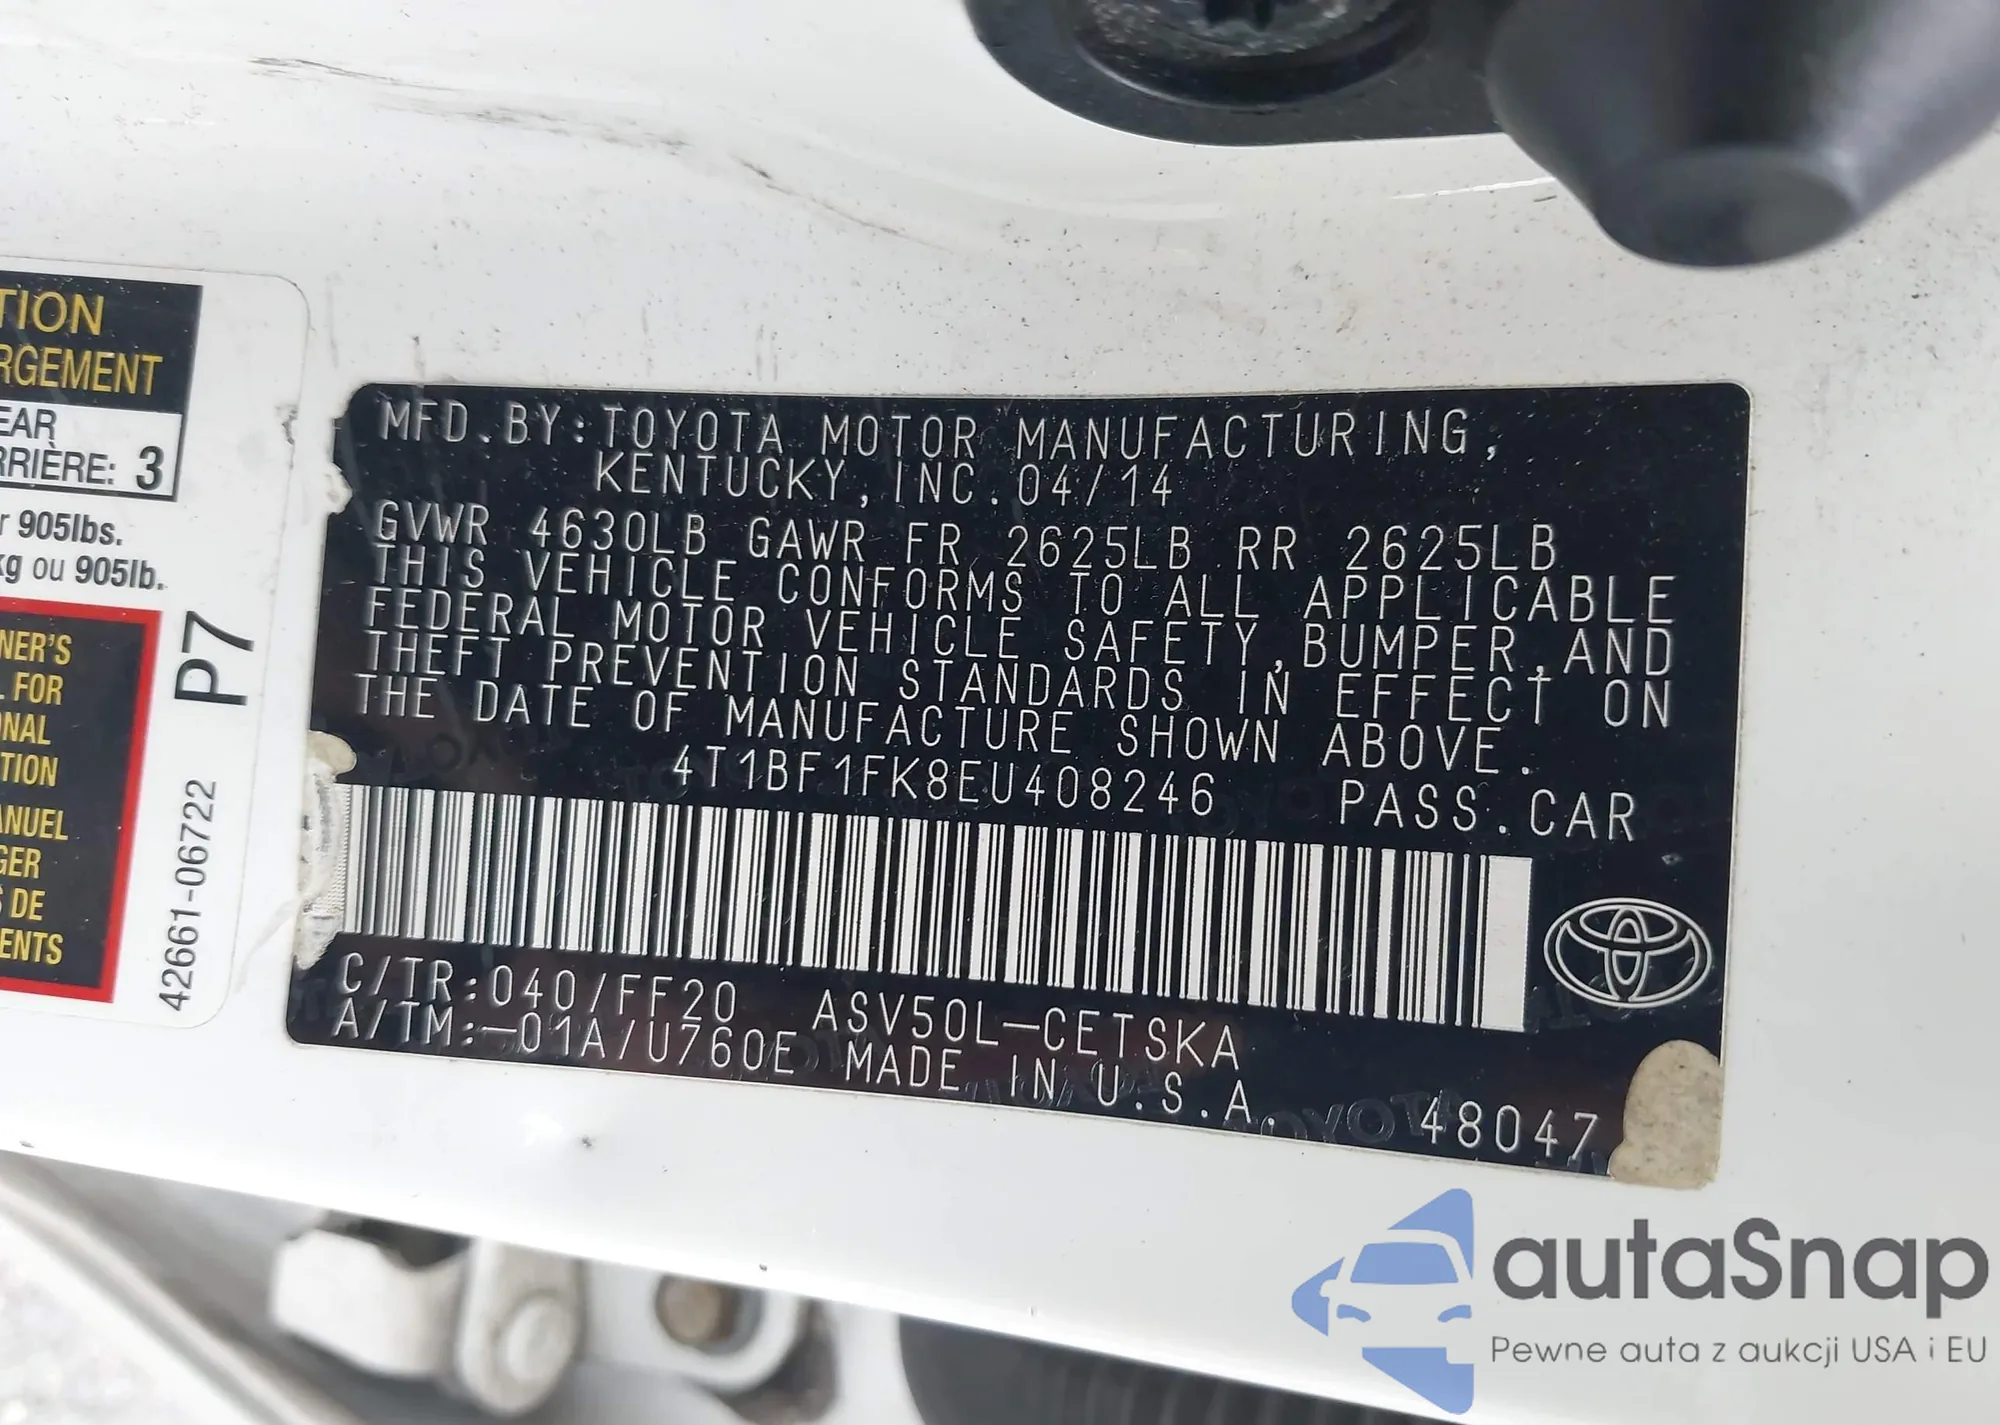 TION
RGEMENT
EAR
RRIÈRE: 3
r 905lbs.
kg ou 905lb.
NER'S
L FOR
ONAL
TION
ANUEL
GER
S DE
ENTS
P7
42661-06722
MFD.BY:TOYOTA MOTOR MANUFACTURING,
KENTUCKY,INC.04/14
GVWR 4630LB GAWR FR 2625LB RR 2625LB
THIS VEHICLE CONFORMS TO ALL APPLICABLE
FEDERAL MOTOR VEHICLE SAFETY,BUMPER,AND
THEFT PREVENTION STANDARDS IN EFFECT ON
THE DATE OF MANUFACTURE SHOWN ABOVE.
4T1BF1FK8EU408246 PASS.CAR
C/TR:040/FF20 ASV50L-CETSKA
A/TM:-01A/U760E MADE IN U.S.A.
48047
autaSnap
Pewne auta z aukcji USA i EU